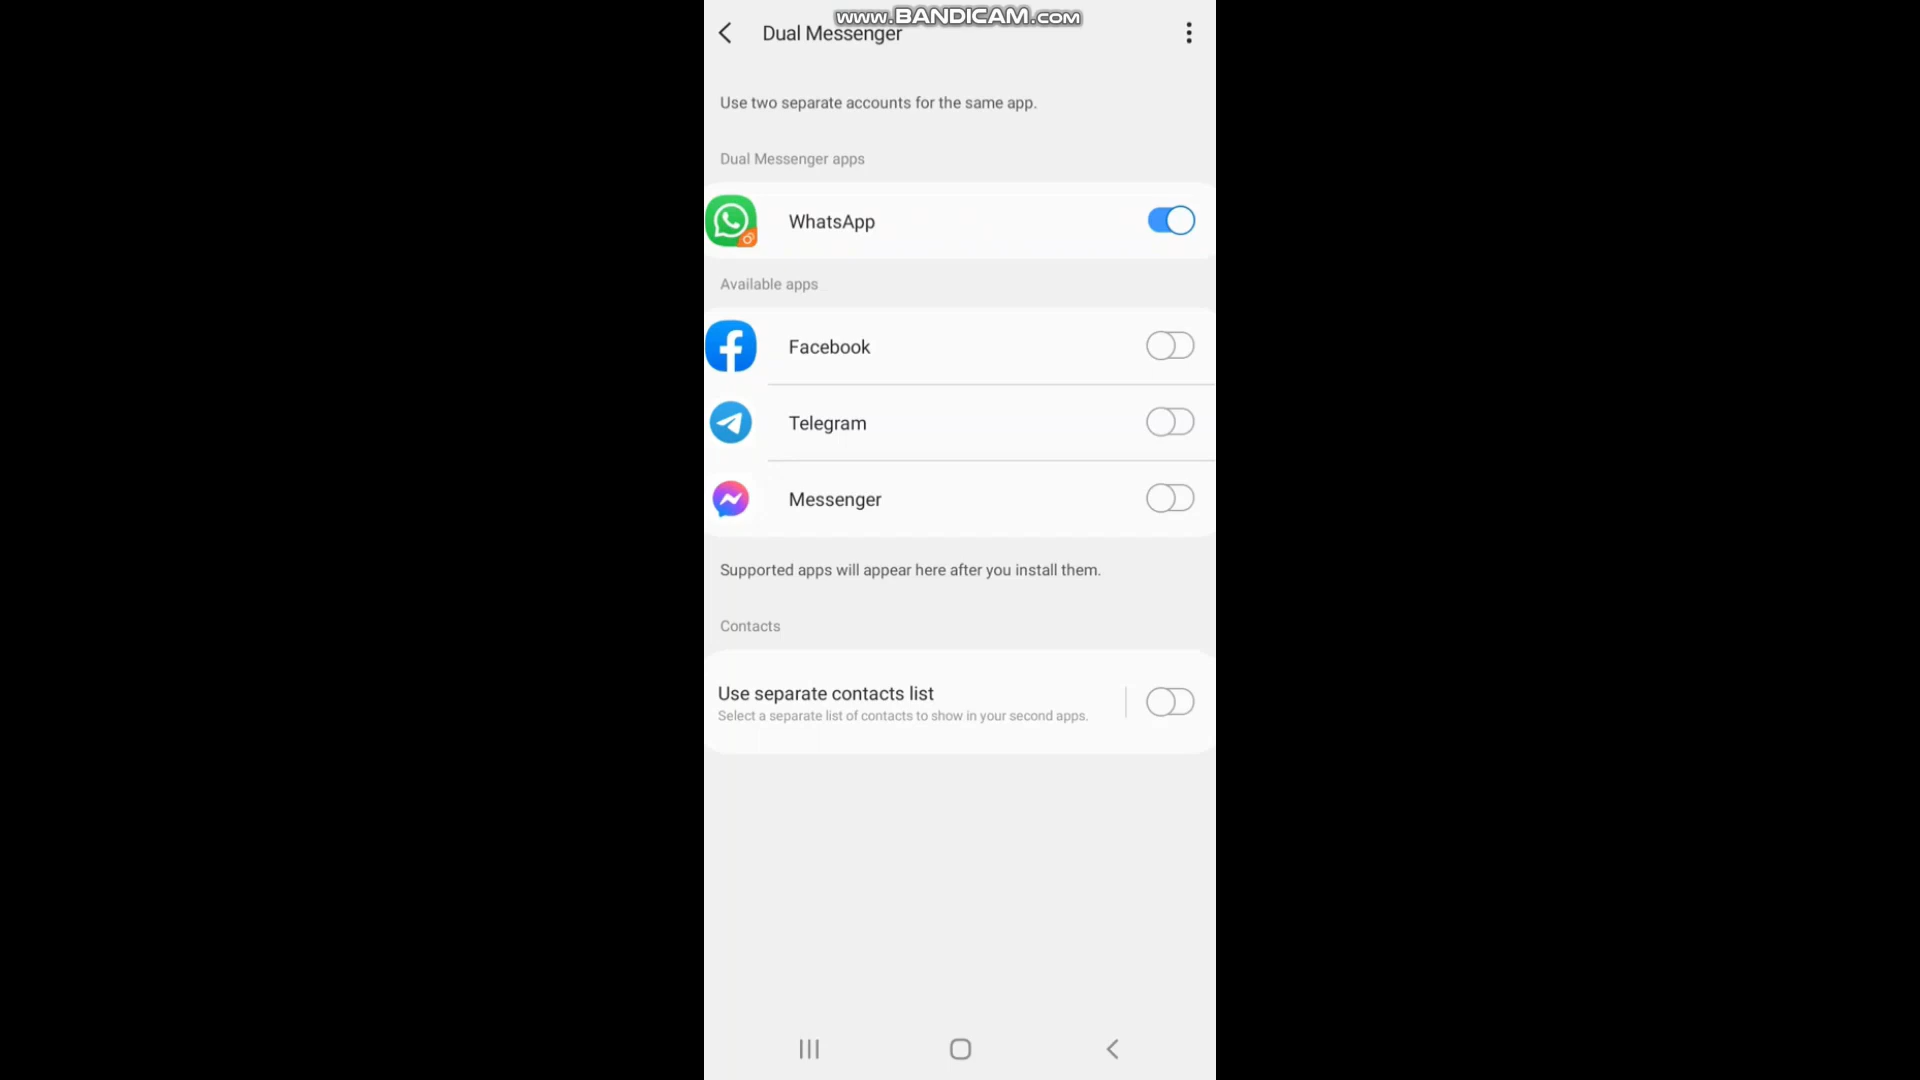 www.BANDICAM.COM
Dual Messenger
Use two separate accounts for the same app.
Dual Messenger apps
WhatsApp
Available apps
Facebook
Telegram
Messenger
Supported apps will appear here after you install them.
Contacts
Use separate contacts list
Select a separate list of contacts to show in your second apps.